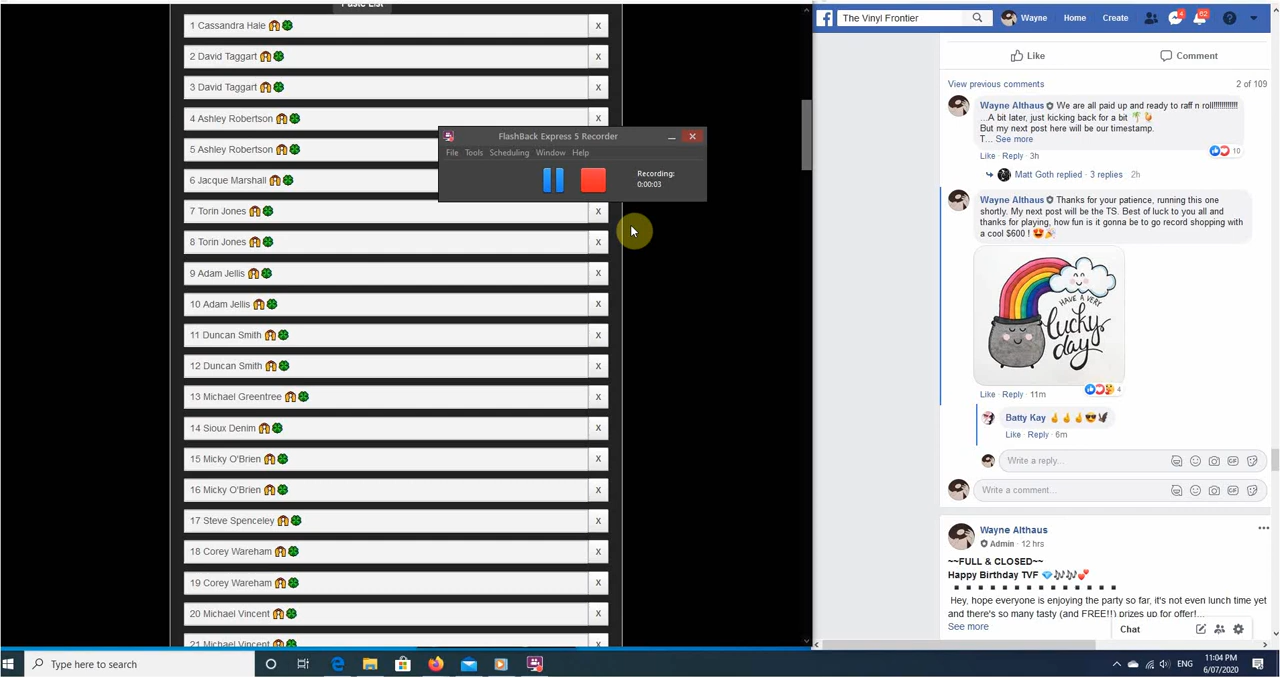 Paste List
1 Cassandra Hale
X
2 David Taggart
X
3 David Taggart
X
4 Ashley Robertson
X
5 Ashley Robertson
6 Jacque Marshall
7 Torin Jones
X
8 Torin Jones
X
9 Adam Jellis
X
10 Adam Jellis
X
11 Duncan Smith
X
12 Duncan Smith
X
13 Michael Greentree
X
14 Sioux Denim
X
15 Micky O'Brien
X
16 Micky O'Brien
X
17 Steve Spenceley
X
18 Corey Wareham
X
19 Corey Wareham
X
20 Michael Vincent
X
21 Michael Vincent
X
FlashBack Express 5 Recorder
File Tools Scheduling Window Help
Recording:
0:00:03
The Vinyl Frontier
Wayne Home Create
4
62
Like
Comment
View previous comments
2 of 109
Wayne Althaus We are all paid up and ready to raff n roll!!!!!!!!!!!!
...A bit later, just kicking back for a bit
But my next post here will be our timestamp.
T... See more
10
Like · Reply · 3h
Matt Goth replied · 3 replies 2h
Wayne Althaus Thanks for your patience, running this one
shortly. My next post will be the TS. Best of luck to you all and
thanks for playing, how fun is it gonna be to go record shopping with
a cool $600 !
HAVE A VERY
lucky
day
4
Like · Reply · 11m
Batty Kay
Like · Reply · 6m
Write a reply...
GIF
Write a comment...
GIF
Wayne Althaus
Admin · 12 hrs
~~FULL & CLOSED~~
Happy Birthday TVF
Hey, hope everyone is enjoying the party so far, it's not even lunch time yet
and there's so many tasty (and FREE!!) prizes up for offer!...
See more
Chat
Type here to search
ENG
11:04 PM
6/07/2020